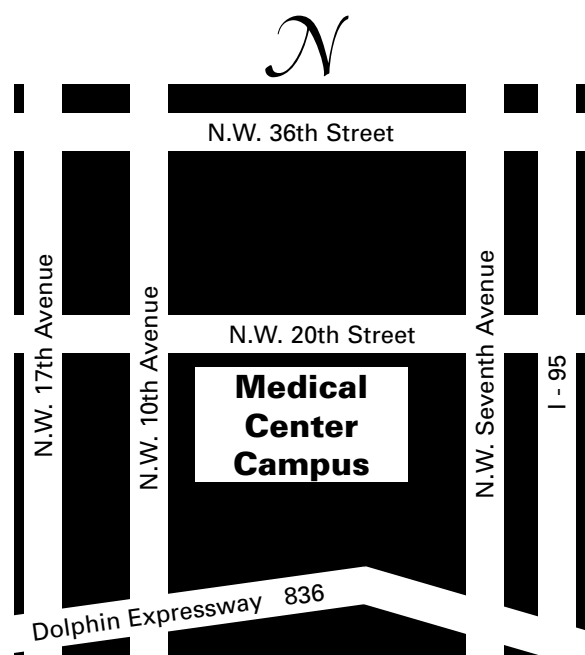 N
N.W. 36th Street
N.W. 17th Avenue
N.W. 10th Avenue
N.W. 20th Street
N.W. Seventh Avenue
I - 95
Medical
Center
Campus
Dolphin Expressway 836